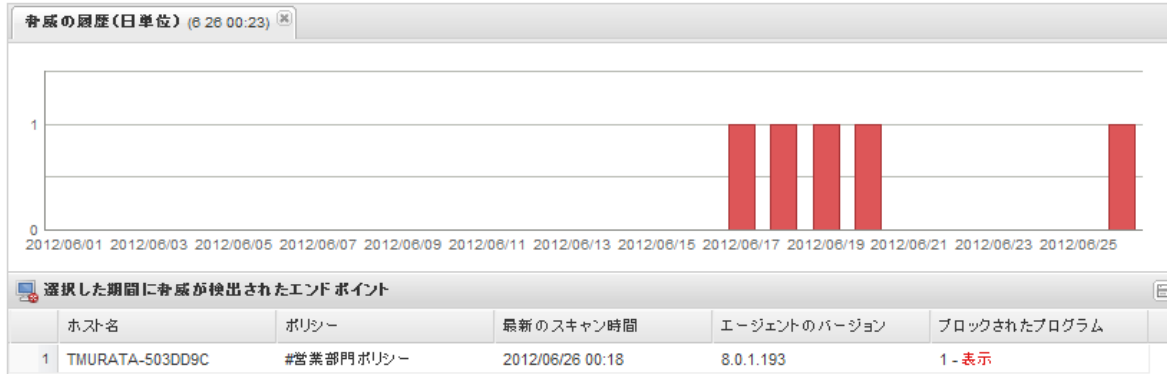 脅威の履歴(日単位) (6 26 00:23)
1
0
2012/06/01 2012/06/03 2012/06/05 2012/06/07 2012/06/09 2012/06/11 2012/06/13 2012/06/15 2012/06/17 2012/06/19 2012/06/21 2012/06/23 2012/06/25
選択した期間に脅威が検出されたエンドポイント
ホスト名 ポリシー 最新のスキャン時間 エージェントのバージョン ブロックされたプログラム
1 TMURATA-503DD9C #営業部門ポリシー 2012/06/26 00:18 8.0.1.193 1 - 表示